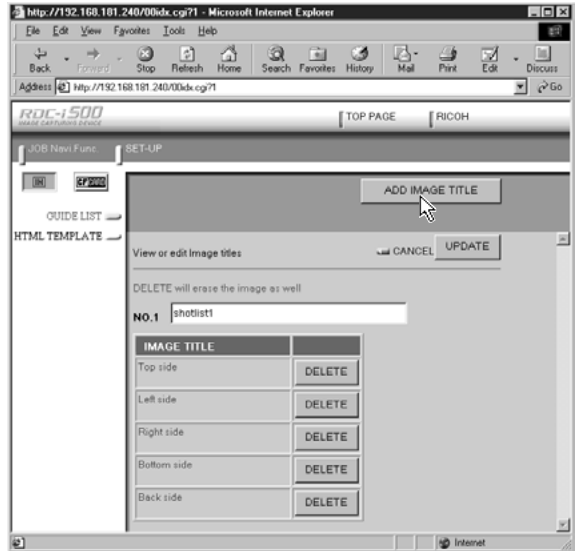 http://192.168.181.240/00idx.cgi?1 - Microsoft Internet Explorer
File Edit View Favorites Tools Help
Back Forward Stop Refresh Home Search Favorites History Mail Print Edit Discuss
Address http://192.168.181.240/00idx.cgi?1 Go
RDC-i500 TOP PAGE RICOH
IMAGE CAPTURING DEVICE
JOB Navi Func. SET-UP
IN
ADD IMAGE TITLE
GUIDE LIST
HTML TEMPLATE
View or edit Image titles CANCEL UPDATE
DELETE will erase the image as well
NO.1 shotlist1
IMAGE TITLE
Top side DELETE
Left side DELETE
Right side DELETE
Bottom side DELETE
Back side DELETE
Internet